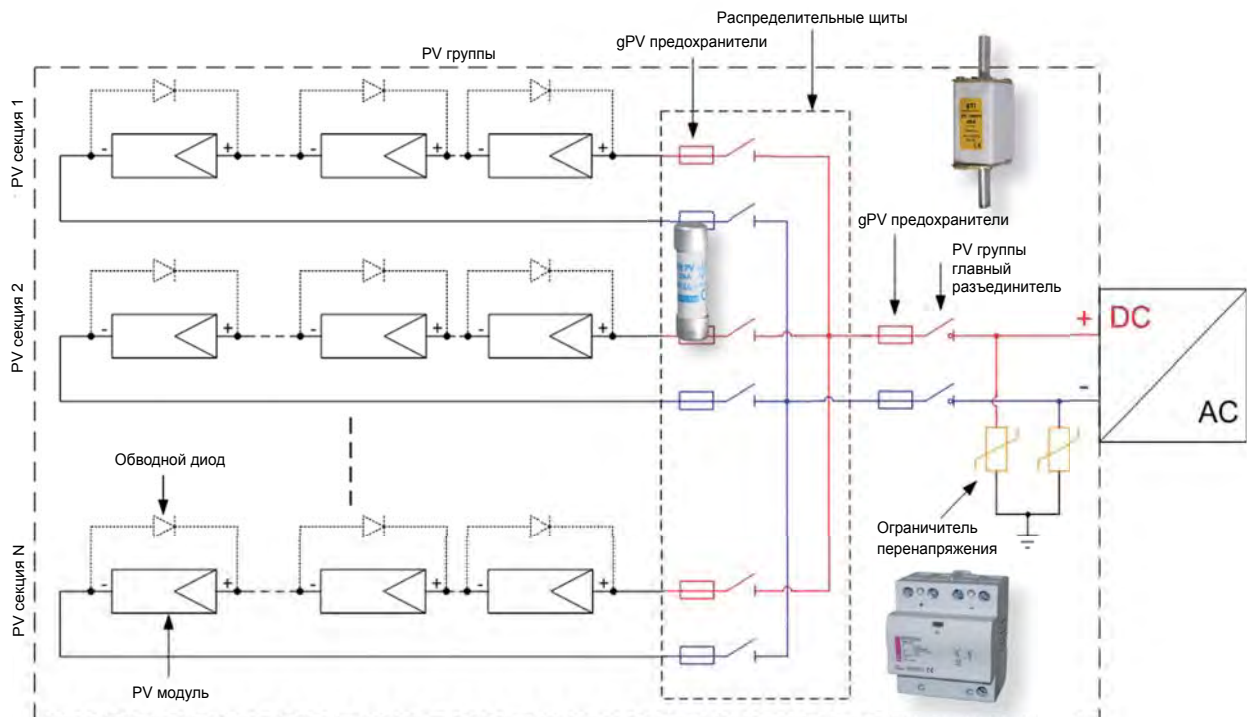 Распределительные щиты
gPV предохранители
PV группы
PV секция 1
gPV предохранители
PV группы
главный
разъединитель
PV секция 2
+ DC
-
AC
Обводной диод
Ограничитель
перенапряжения
PV секция N
PV модуль
- + - + - +
- + - + - +
- + - + - +